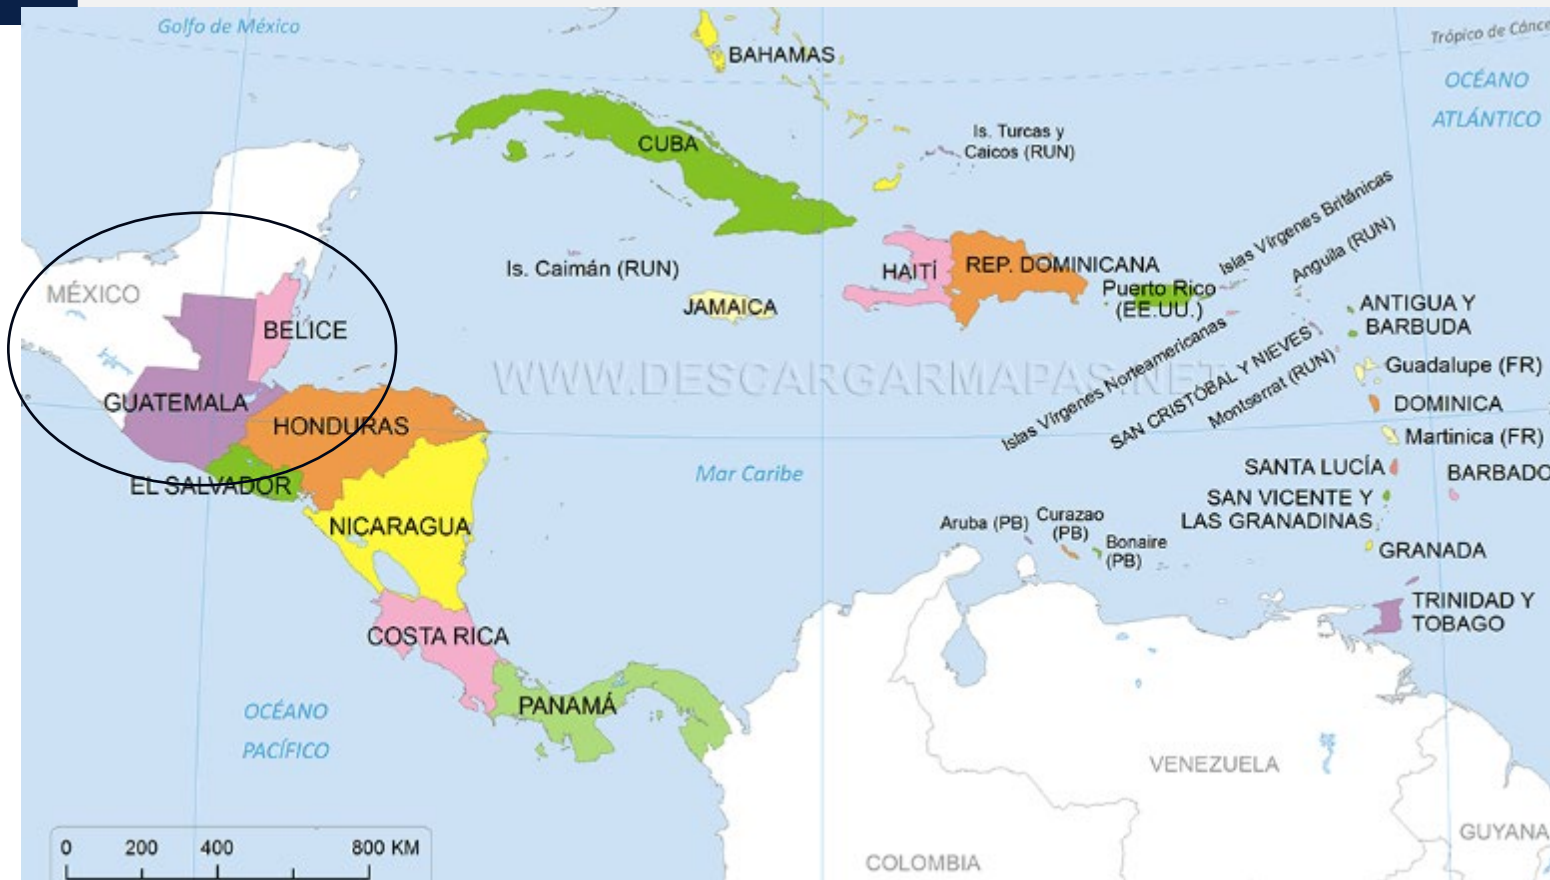 Golfo de México
BAHAMAS
Trópico de Cánce
OCÉANO
ATLÁNTICO
CUBA
Is. Turcas y
Caicos (RUN)
Islas Vírgenes Británicas
Anguila (RUN)
Is. Caimán (RUN)
HAITÍ
REP. DOMINICANA
Puerto Rico
(EE.UU.)
MÉXICO
JAMAICA
ANTIGUA Y
BARBUDA
BELICE
WWW.DESCARGARMAPAS.NET
Islas Vírgenes Norteamericanas
SAN CRISTÓBAL Y NIEVES
Montserrat (RUN)
Guadalupe (FR)
GUATEMALA
DOMINICA
HONDURAS
Martinica (FR)
EL SALVADOR
Mar Caribe
SANTA LUCÍA
BARBADO
SAN VICENTE Y
LAS GRANADINAS
NICARAGUA
Aruba (PB)
Curazao
(PB)
Bonaire
(PB)
GRANADA
TRINIDAD Y
TOBAGO
COSTA RICA
PANAMÁ
OCÉANO
PACÍFICO
VENEZUELA
GUYANA
COLOMBIA
0 200 400 800 KM